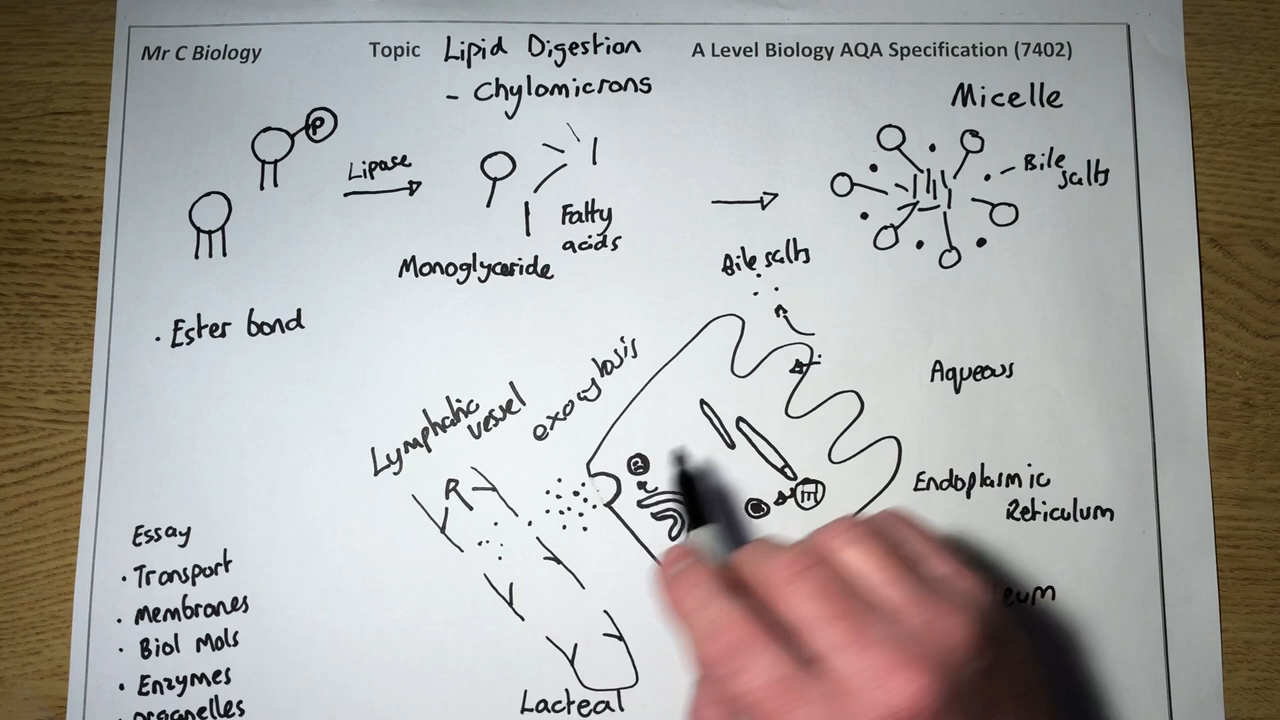 Mr C Biology
Topic Lipid Digestion
A Level Biology AQA Specification (7402)
- Chylomicrons
Micelle
P
Lipase
Bile
salts
Fatty
acids
Monoglyceride
Bile salts
. Ester bond
exocytosis
Aqueous
Lymphatic
vessel
Endoplasmic
Reticulum
Essay
. Transport
. Membranes
. Biol Mols
. Enzymes
. organelles
Lacteal